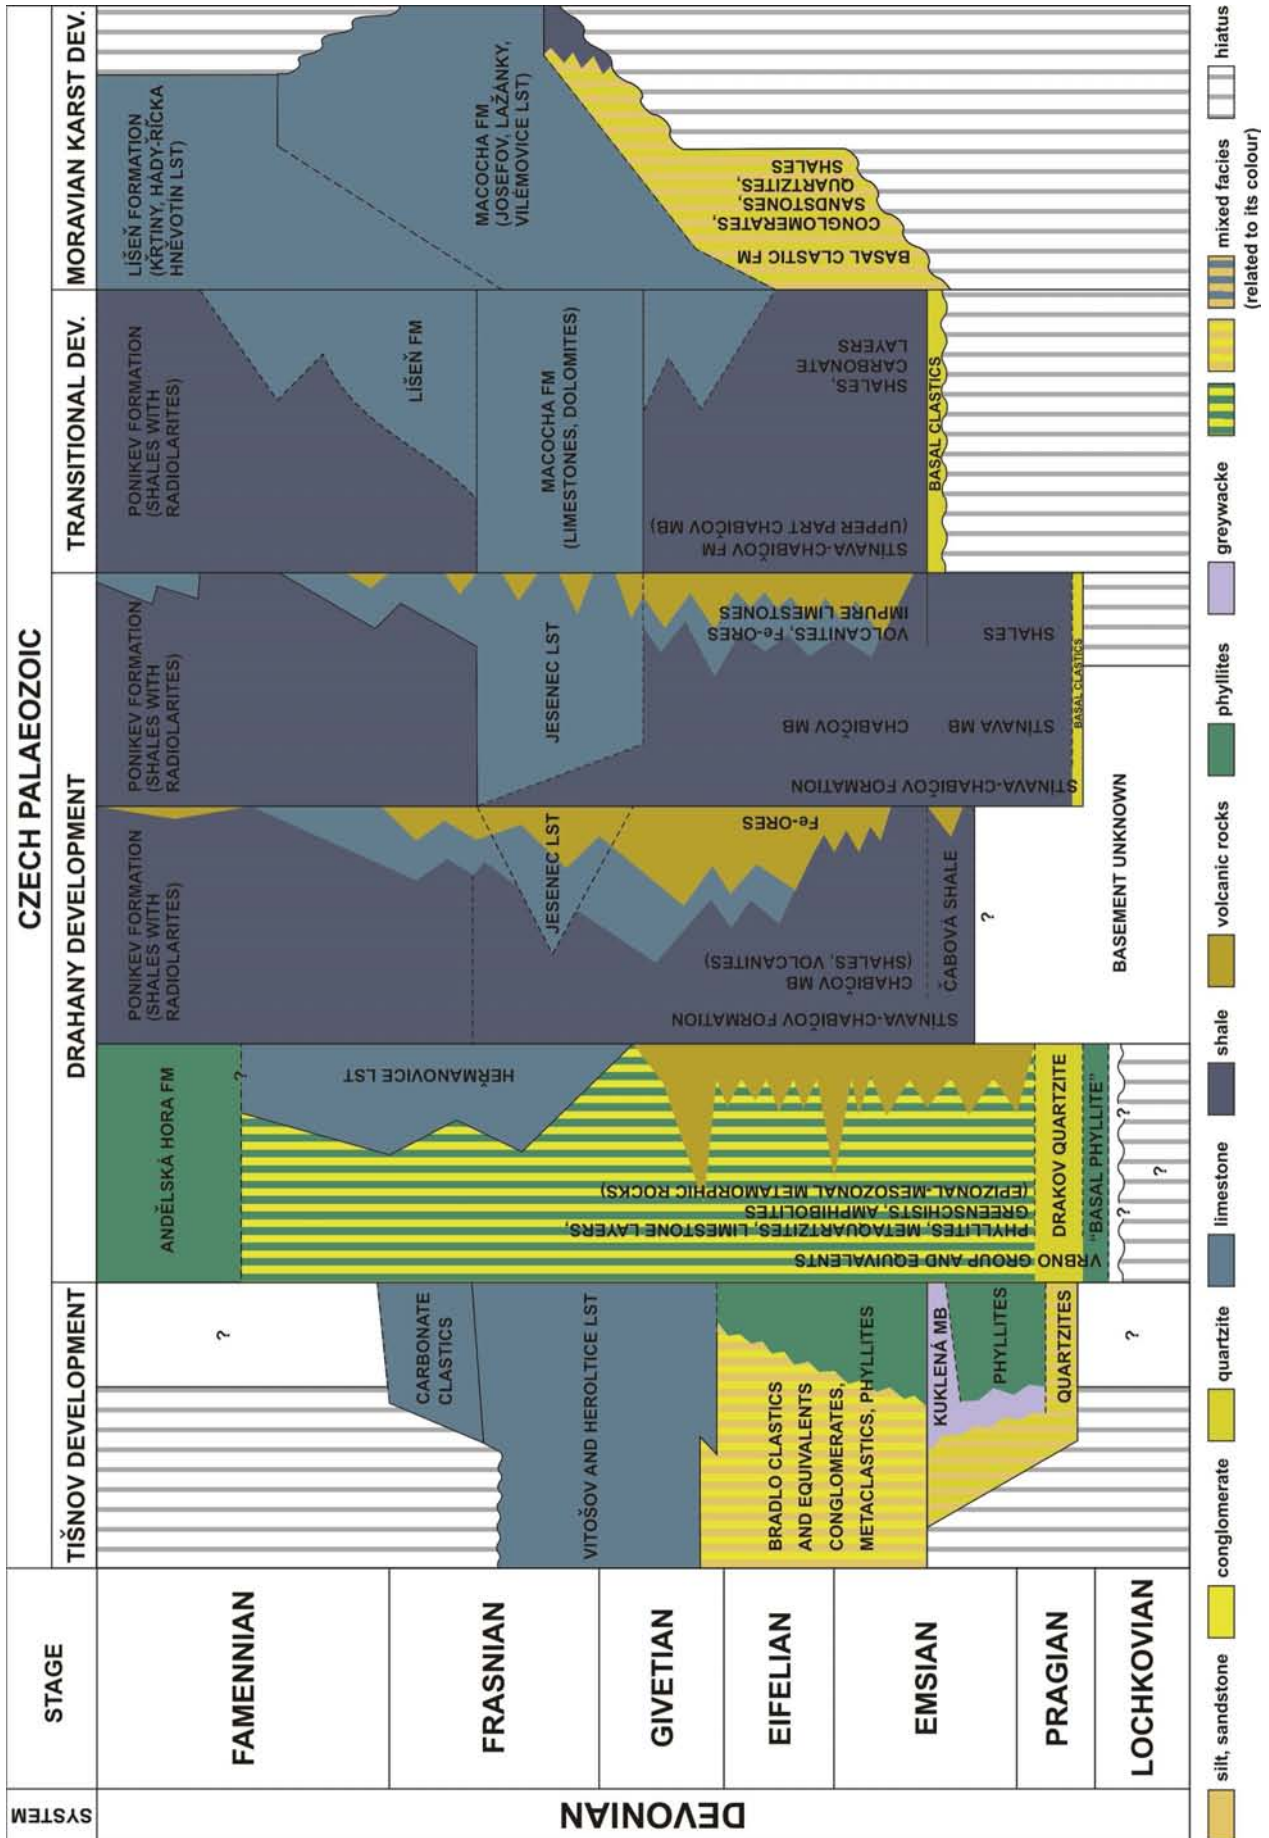 CZECH PALAEOZOIC
SYSTEM
STAGE
TIŠNOV DEVELOPMENT
DRAHANY DEVELOPMENT
TRANSITIONAL DEV.
MORAVIAN KARST DEV.
DEVONIAN
FAMENNIAN
FRASNIAN
GIVETIAN
EIFELIAN
EMSIAN
PRAGIAN
LOCHKOVIAN
?
CARBONATE
CLASTICS
VITOŠOV AND HEROLTICE LST
BRADLO CLASTICS
AND EQUIVALENTS
CONGLOMERATES,
METACLASTICS, PHYLLITES
KUKLENÁ MB
PHYLLITES
QUARTZITES
?
ANDĚLSKÁ HORA FM
?
HEŘMANOVICE LST
VRBNO GROUP AND EQUIVALENTS
PHYLLITES, METAQUARTZITES, LIMESTONE LAYERS,
GREENSCHISTS, AMPHIBOLITES
(EPIZONAL-MESOZONAL METAMORPHIC ROCKS)
DRAKOV QUARTZITE
"BASAL PHYLLITE"
?
?
?
PONIKEV FORMATION
(SHALES WITH
RADIOLARITES)
JESENEC LST
Fe-ORES
STÍNAVA-CHABIČOV FORMATION
CHABIČOV MB
(SHALES, VOLCANITES)
ČABOVÁ SHALE
?
BASEMENT UNKNOWN
PONIKEV FORMATION
(SHALES WITH
RADIOLARITES)
JESENEC LST
VOLCANITES, Fe-ORES
IMPURE LIMESTONES
STÍNAVA-CHABIČOV FORMATION
CHABIČOV MB
STÍNAVA MB
SHALES
BASAL CLASTICS
PONIKEV FORMATION
(SHALES WITH
RADIOLARITES)
LÍŠEŇ FM
MACOCHA FM
(LIMESTONES, DOLOMITES)
STÍNAVA-CHABIČOV FM
(UPPER PART CHABIČOV MB)
SHALES,
CARBONATE
LAYERS
BASAL CLASTICS
LÍŠEŇ FORMATION
(KŘTINY, HÁDY-ŘÍČKA
HNĚVOTÍN LST)
MACOCHA FM
(JOSEFOV, LAŽÁNKY,
VILÉMOVICE LST)
BASAL CLASTIC FM
CONGLOMERATES,
SANDSTONES,
QUARTZITES,
SHALES
silt, sandstone
conglomerate
quartzite
limestone
shale
volcanic rocks
phyllites
greywacke
mixed facies
(related to its colour)
hiatus